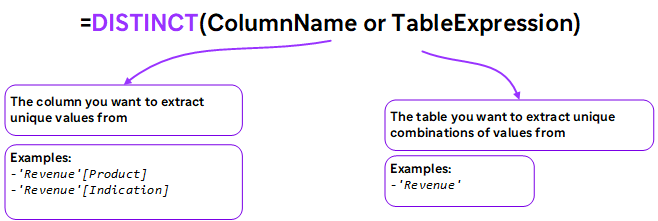 =DISTINCT(ColumnName or TableExpression)
The column you want to extract
unique values from
Examples:
-'Revenue'[Product]
-'Revenue'[Indication]
The table you want to extract unique
combinations of values from
Examples:
-'Revenue'